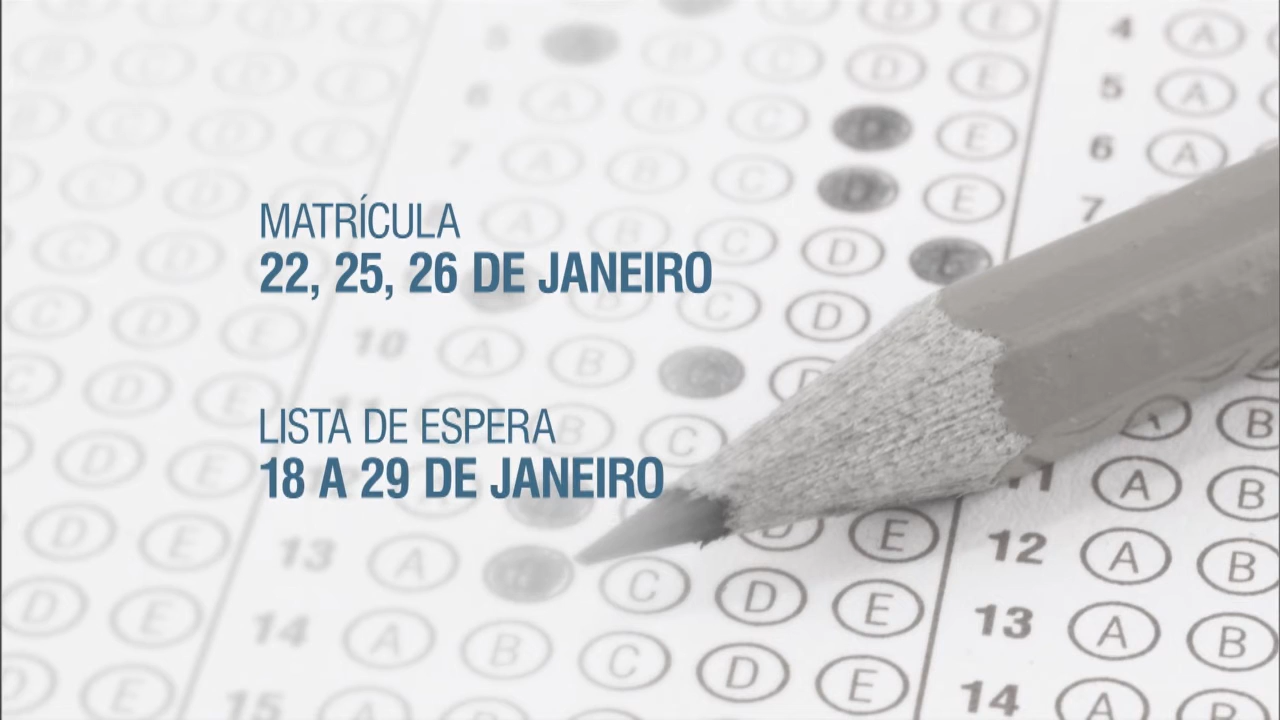 MATRÍCULA
22, 25, 26 DE JANEIRO
LISTA DE ESPERA
18 A 29 DE JANEIRO